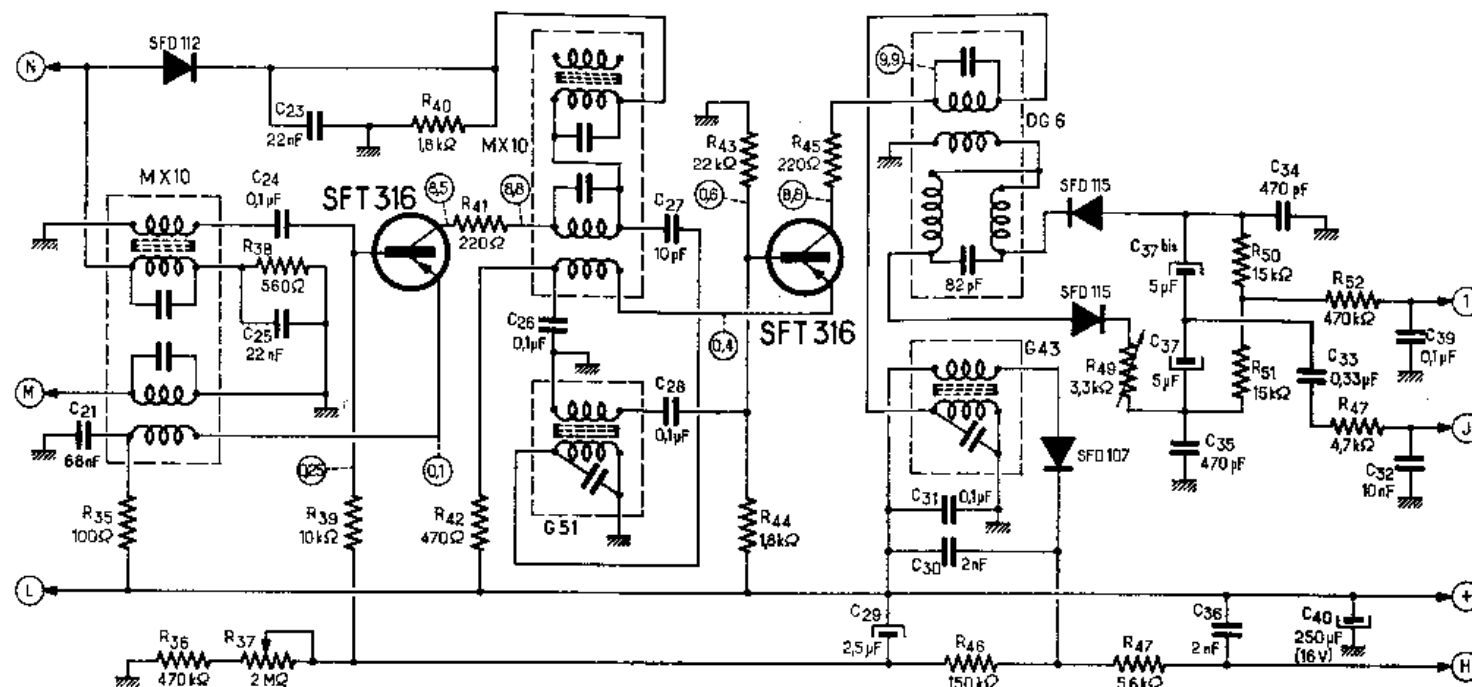 SFD 112
N
C23
22nF
R40
1,8kΩ
MX10
MX10
C24
0,1µF
SFT 316
8,5
R41
220Ω
8,8
C27
10pF
R38
560Ω
C25
22nF
M
C21
68nF
R35
100Ω
0,25
0,1
R39
10kΩ
R42
470Ω
C26
0,1µF
C28
0,1µF
G51
0,4
R43
22kΩ
0,6
R45
220Ω
8,8
SFT 316
R44
1,8kΩ
9,9
DG 6
82pF
SFD 115
SFD 115
C34
470pF
C37 bis
5µF
R50
15kΩ
R52
470kΩ
1
C39
0,1µF
G43
R49
3,3kΩ
C37
5µF
R51
15kΩ
C33
0,33µF
R47
4,7kΩ
J
SFD 107
C35
470pF
C32
10nF
C31
0,1µF
C30
2nF
L
+
C29
2,5µF
C36
2nF
C40
250µF
(16V)
R36
470kΩ
R37
2MΩ
R46
150kΩ
R47
5,6kΩ
H